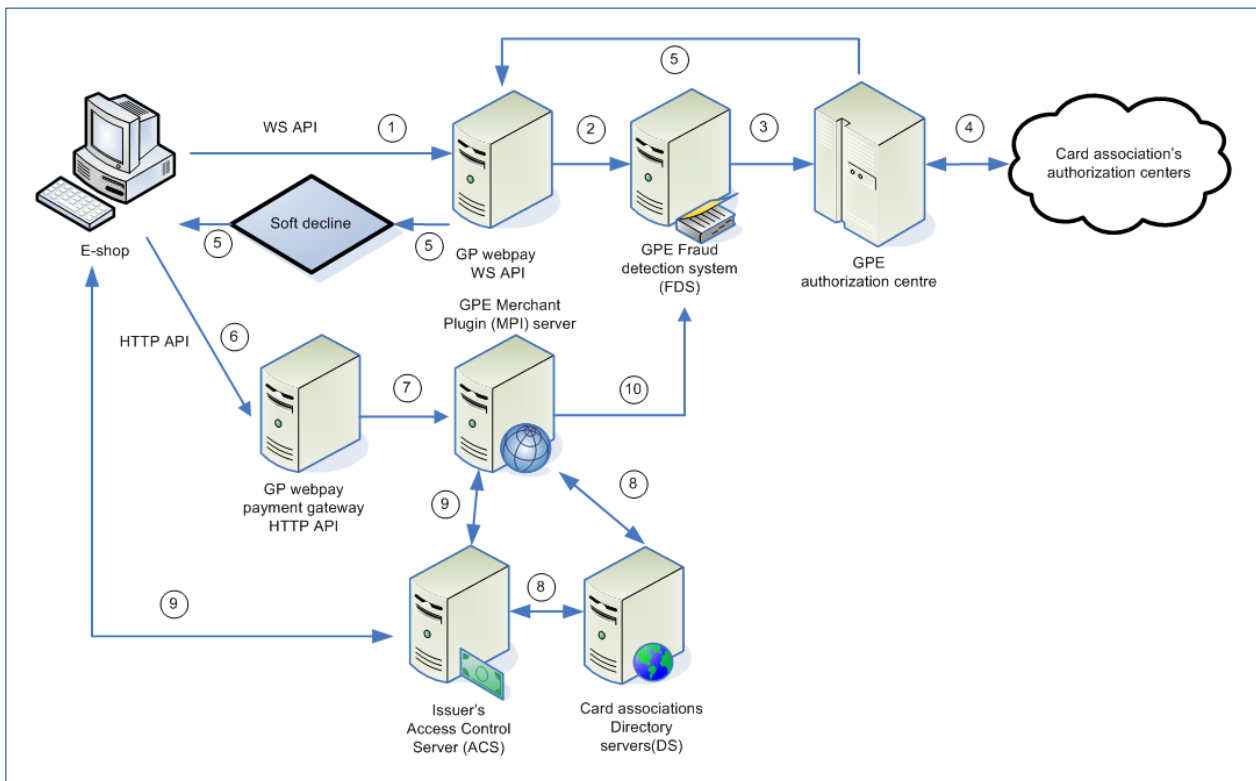 5
WS API
1
2
3
4
Card association's
authorization centers
Soft decline
5
5
E-shop
GP webpay
WS API
GPE Fraud
detection system
(FDS)
GPE
authorization centre
GPE Merchant
Plugin (MPI) server
HTTP API
6
7
10
GP webpay
payment gateway
HTTP API
9
8
8
9
Issuer's
Access Control
Server (ACS)
Card associations
Directory
servers(DS)